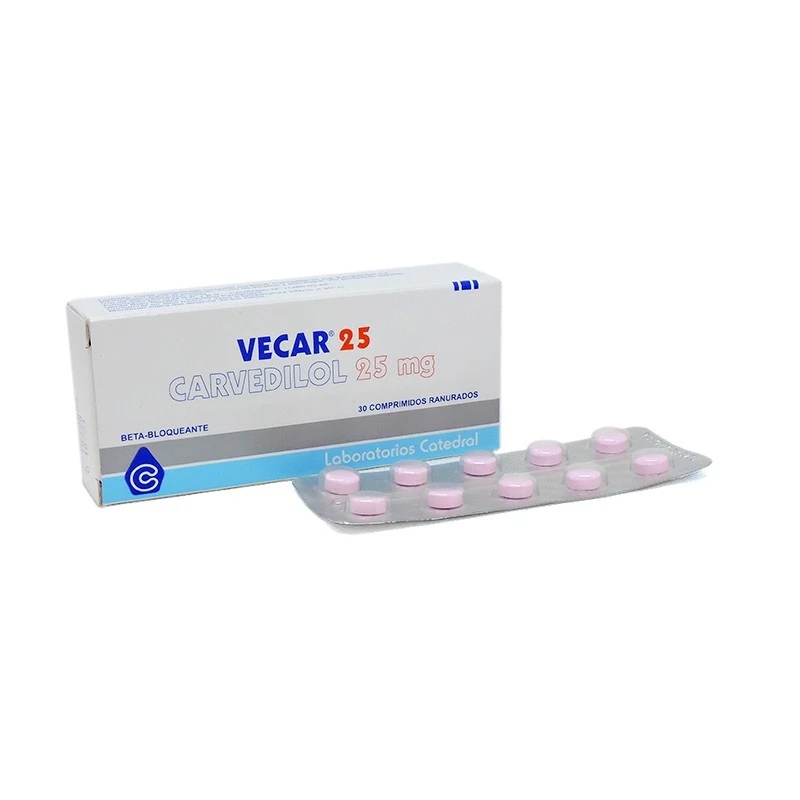 VECAR® 25
CARVEDILOL 25 mg
30 COMPRIMIDOS RANURADOS
BETA-BLOQUEANTE
Laboratorios Catedral
C